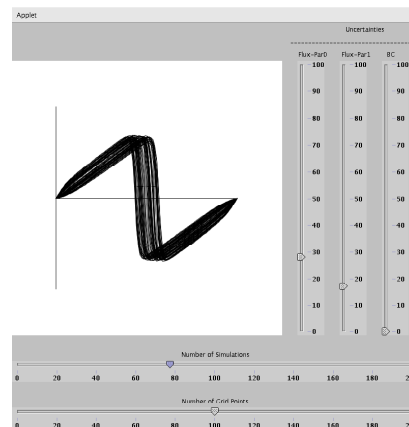 Applet
Uncertainties
Flux-Par0 Flux-Par1 BC
100 100 100
90 90 90
80 80 80
70 70 70
60 60 60
50 50 50
40 40 40
30 30 30
20 20 20
10 10 10
0 0 0
Number of Simulations
0 20 40 60 80 100 120 140 160 180
Number of Grid Points
0 20 40 60 80 100 120 140 160 180